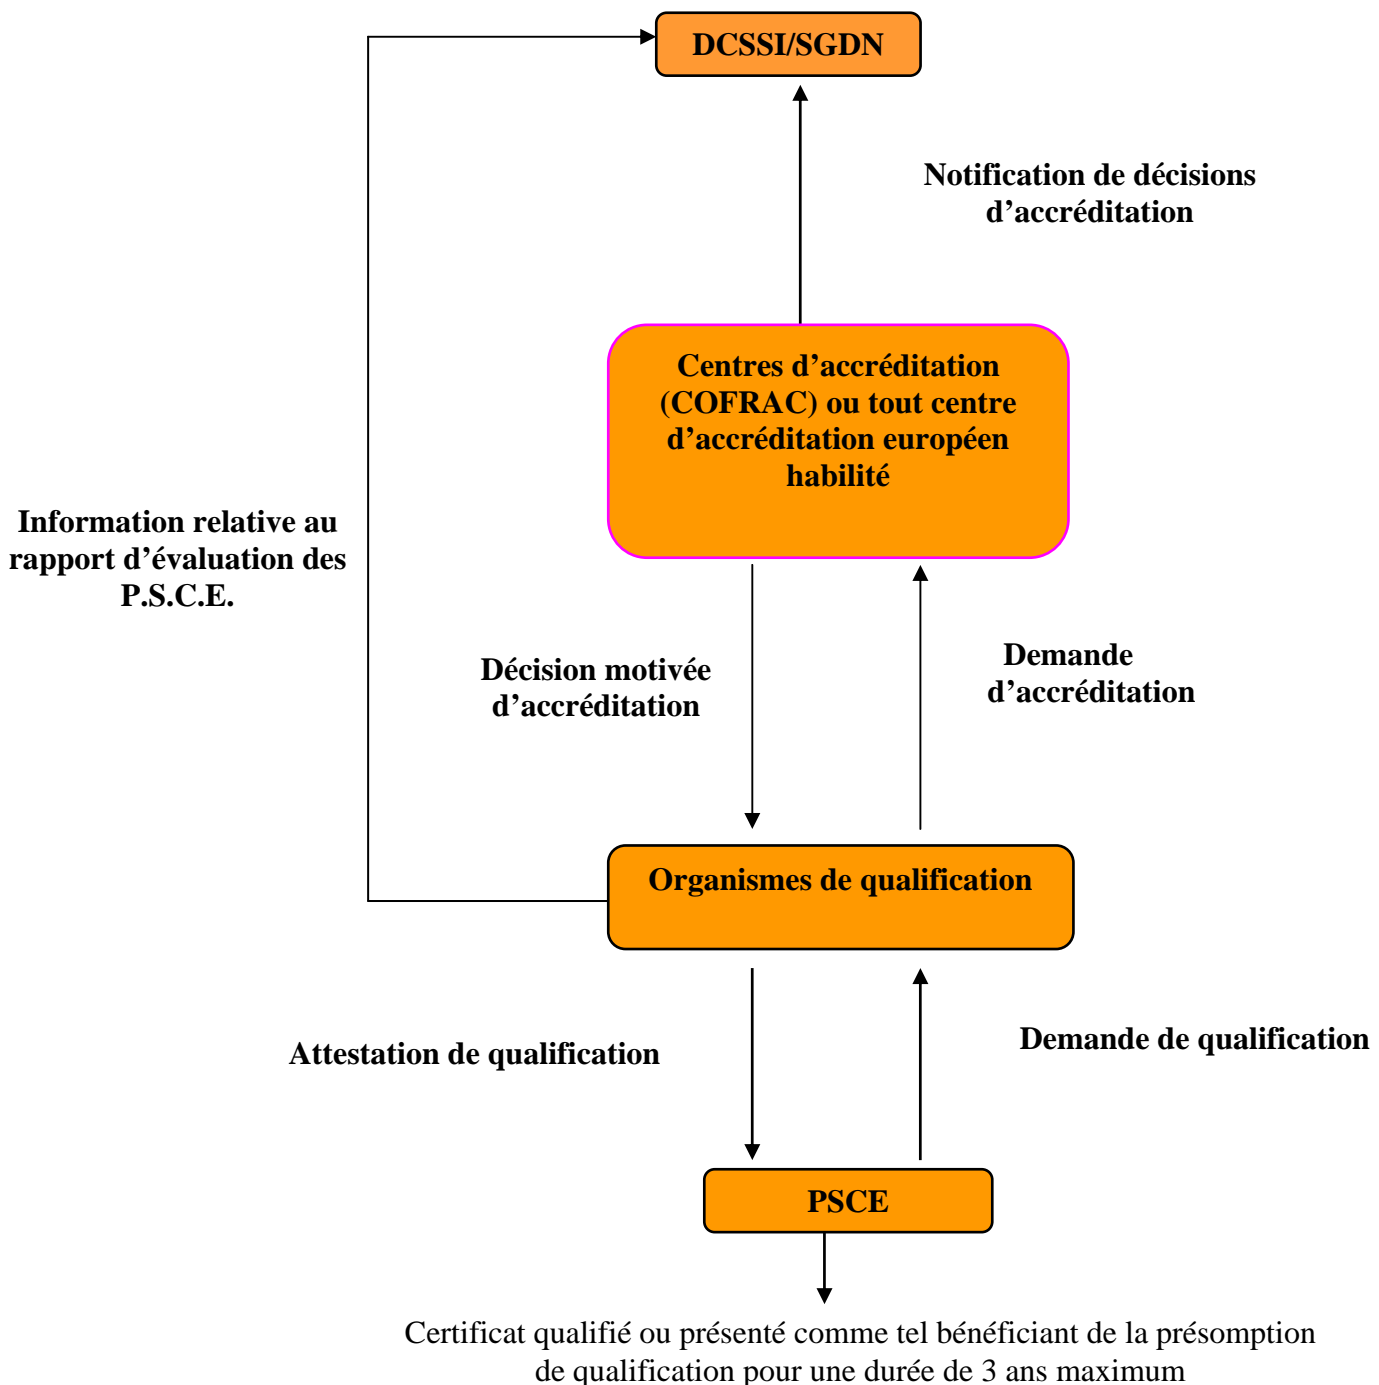 DCSSI/SGDN
Notification de décisions
d’accréditation
Centres d’accréditation
(COFRAC) ou tout centre
d’accréditation européen
habilité
Information relative au
rapport d’évaluation des
P.S.C.E.
Décision motivée
d’accréditation
Demande
d’accréditation
Organismes de qualification
Attestation de qualification
Demande de qualification
PSCE
Certificat qualifié ou présenté comme tel bénéficiant de la présomption
de qualification pour une durée de 3 ans maximum